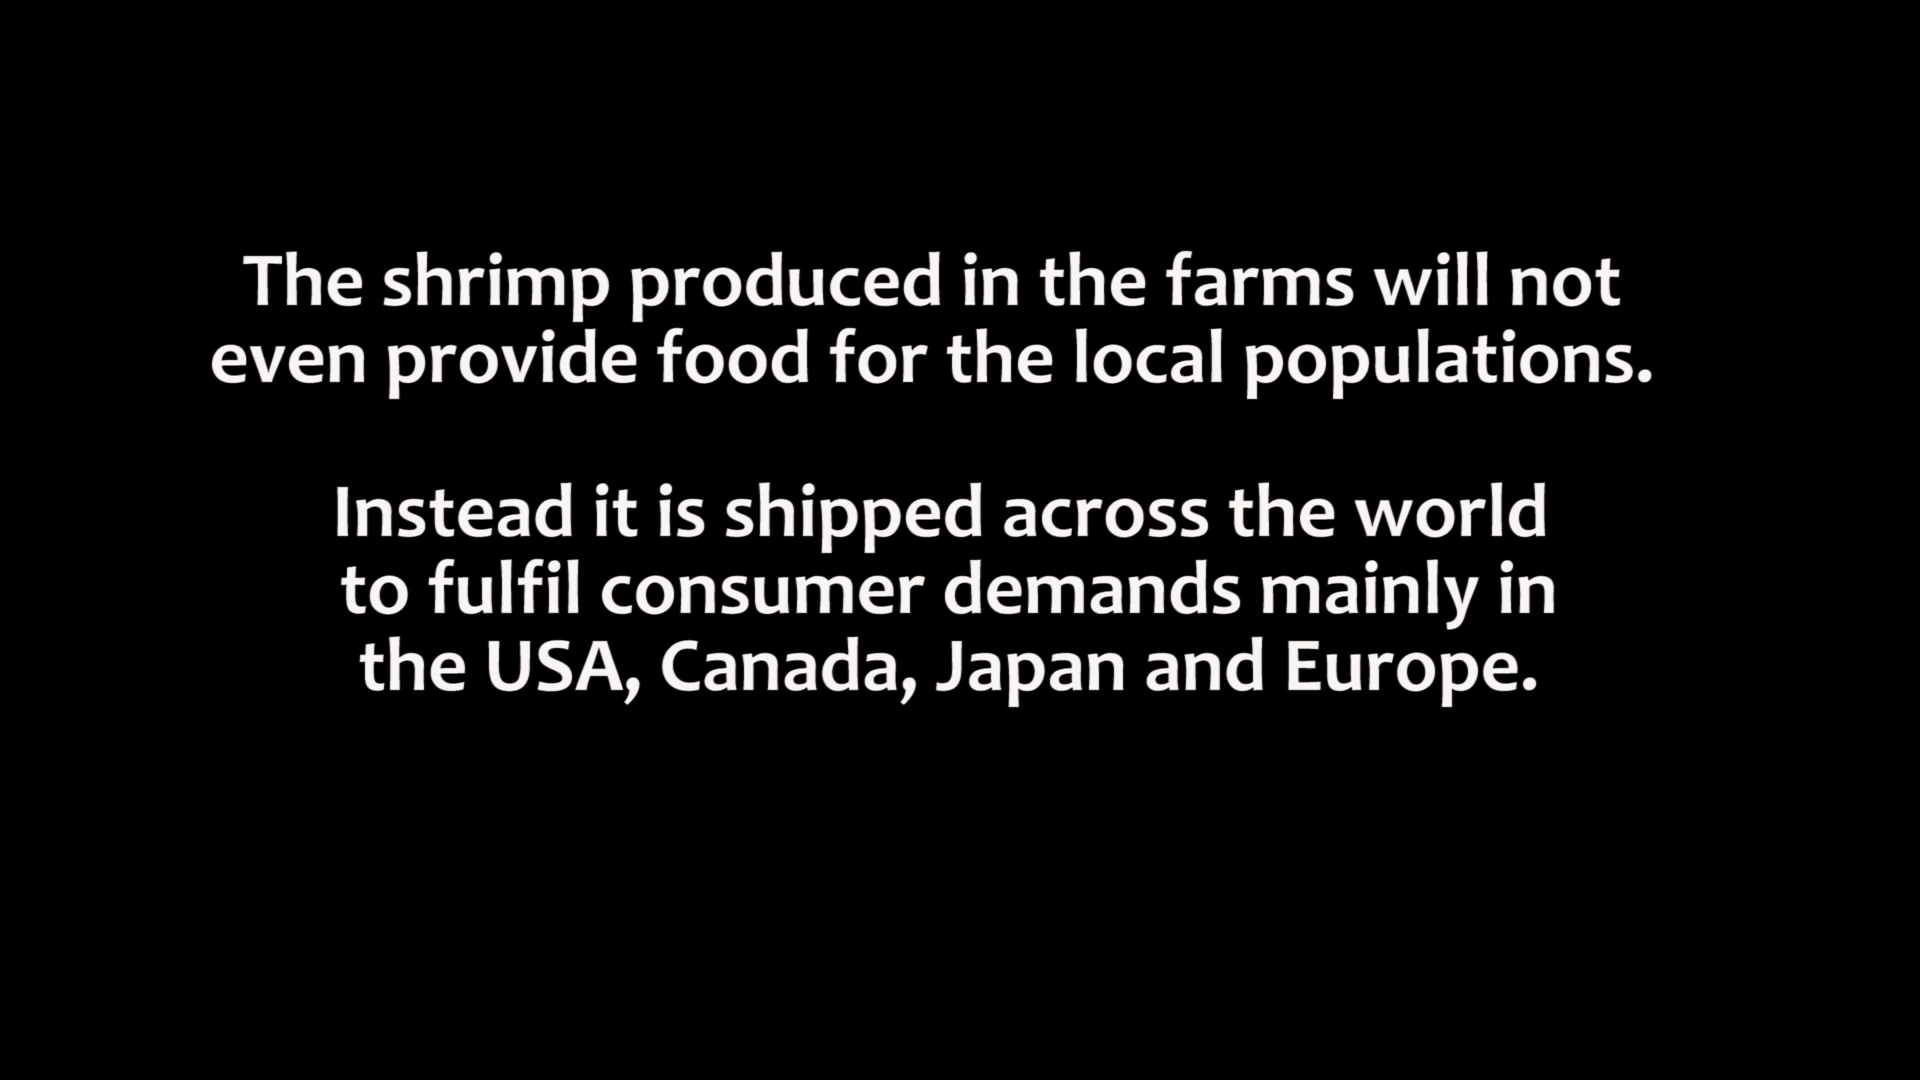 The shrimp produced in the farms will not
even provide food for the local populations.
Instead it is shipped across the world
to fulfil consumer demands mainly in
the USA, Canada, Japan and Europe.